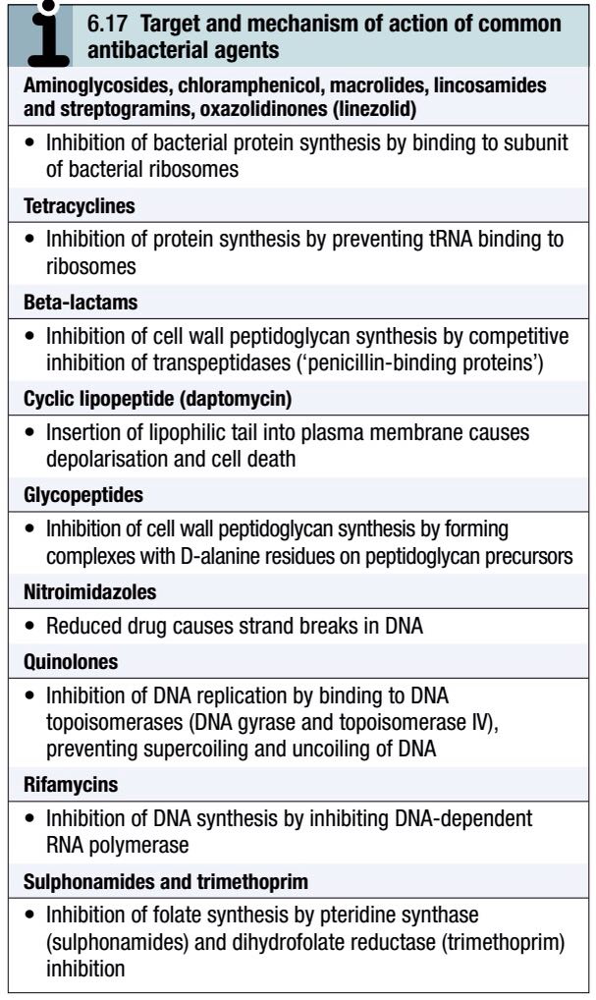 6.17 Target and mechanism of action of common
antibacterial agents
Aminoglycosides, chloramphenicol, macrolides, lincosamides
and streptogramins, oxazolidinones (linezolid)
• Inhibition of bacterial protein synthesis by binding to subunit
of bacterial ribosomes
Tetracyclines
• Inhibition of protein synthesis by preventing tRNA binding to
ribosomes
Beta-lactams
• Inhibition of cell wall peptidoglycan synthesis by competitive
inhibition of transpeptidases (‘penicillin-binding proteins’)
Cyclic lipopeptide (daptomycin)
• Insertion of lipophilic tail into plasma membrane causes
depolarisation and cell death
Glycopeptides
• Inhibition of cell wall peptidoglycan synthesis by forming
complexes with D-alanine residues on peptidoglycan precursors
Nitroimidazoles
• Reduced drug causes strand breaks in DNA
Quinolones
• Inhibition of DNA replication by binding to DNA
topoisomerases (DNA gyrase and topoisomerase IV),
preventing supercoiling and uncoiling of DNA
Rifamycins
• Inhibition of DNA synthesis by inhibiting DNA-dependent
RNA polymerase
Sulphonamides and trimethoprim
• Inhibition of folate synthesis by pteridine synthase
(sulphonamides) and dihydrofolate reductase (trimethoprim)
inhibition